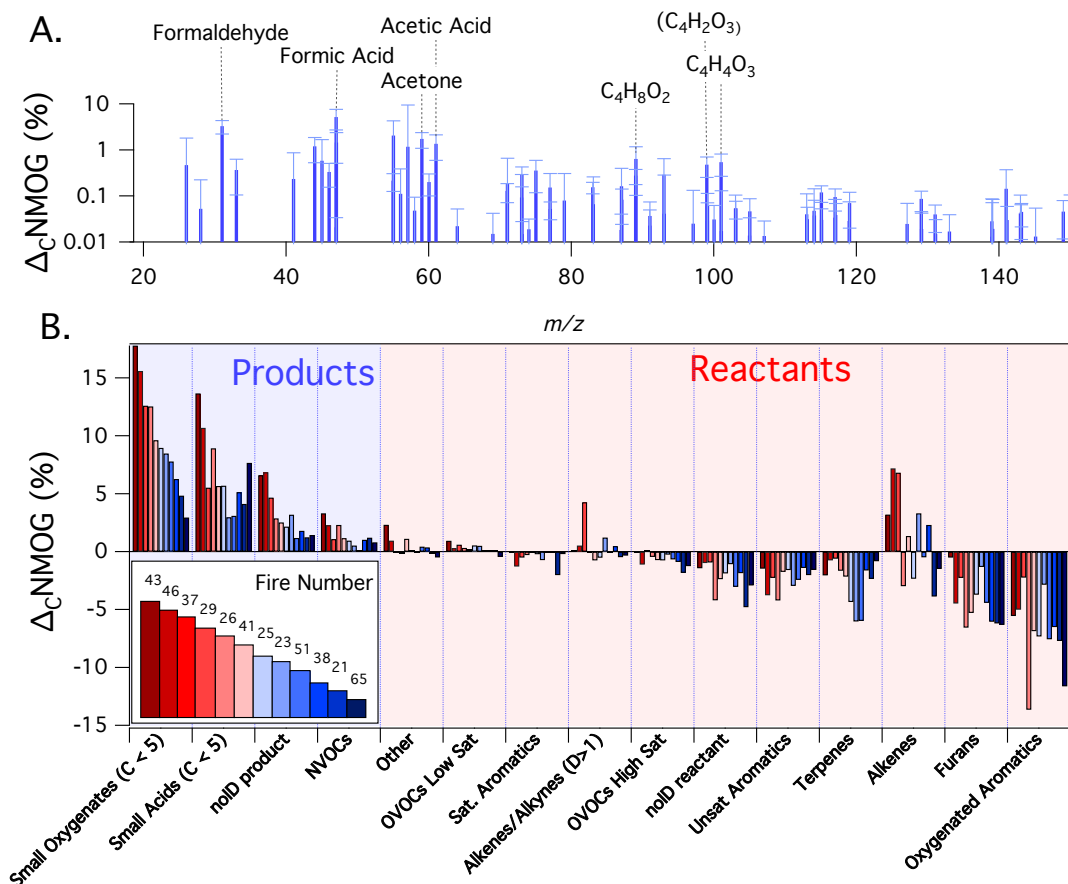 A.
Formaldehyde
Formic Acid
Acetic Acid
Acetone
(C₄H₂O₃)
C₄H₈O₂
C₄H₄O₃
Δ_CNMOG (%)
10
1
0.1
0.01
20 40 60 80 100 120 140
m/z
B.
Products
Reactants
Δ_CNMOG (%)
15
10
5
0
-5
-10
-15
Fire Number
43 46 37 29 26 41 25 23 51 38 21 65
Small Oxygenates (C < 5)
Small Acids (C < 5)
noID product
NVOCs
Other
OVOCs Low Sat
Sat. Aromatics
Alkenes/Alkynes (D> 1)
OVOCs High Sat
noID reactant
Unsat Aromatics
Terpenes
Alkenes
Furans
Oxygenated Aromatics